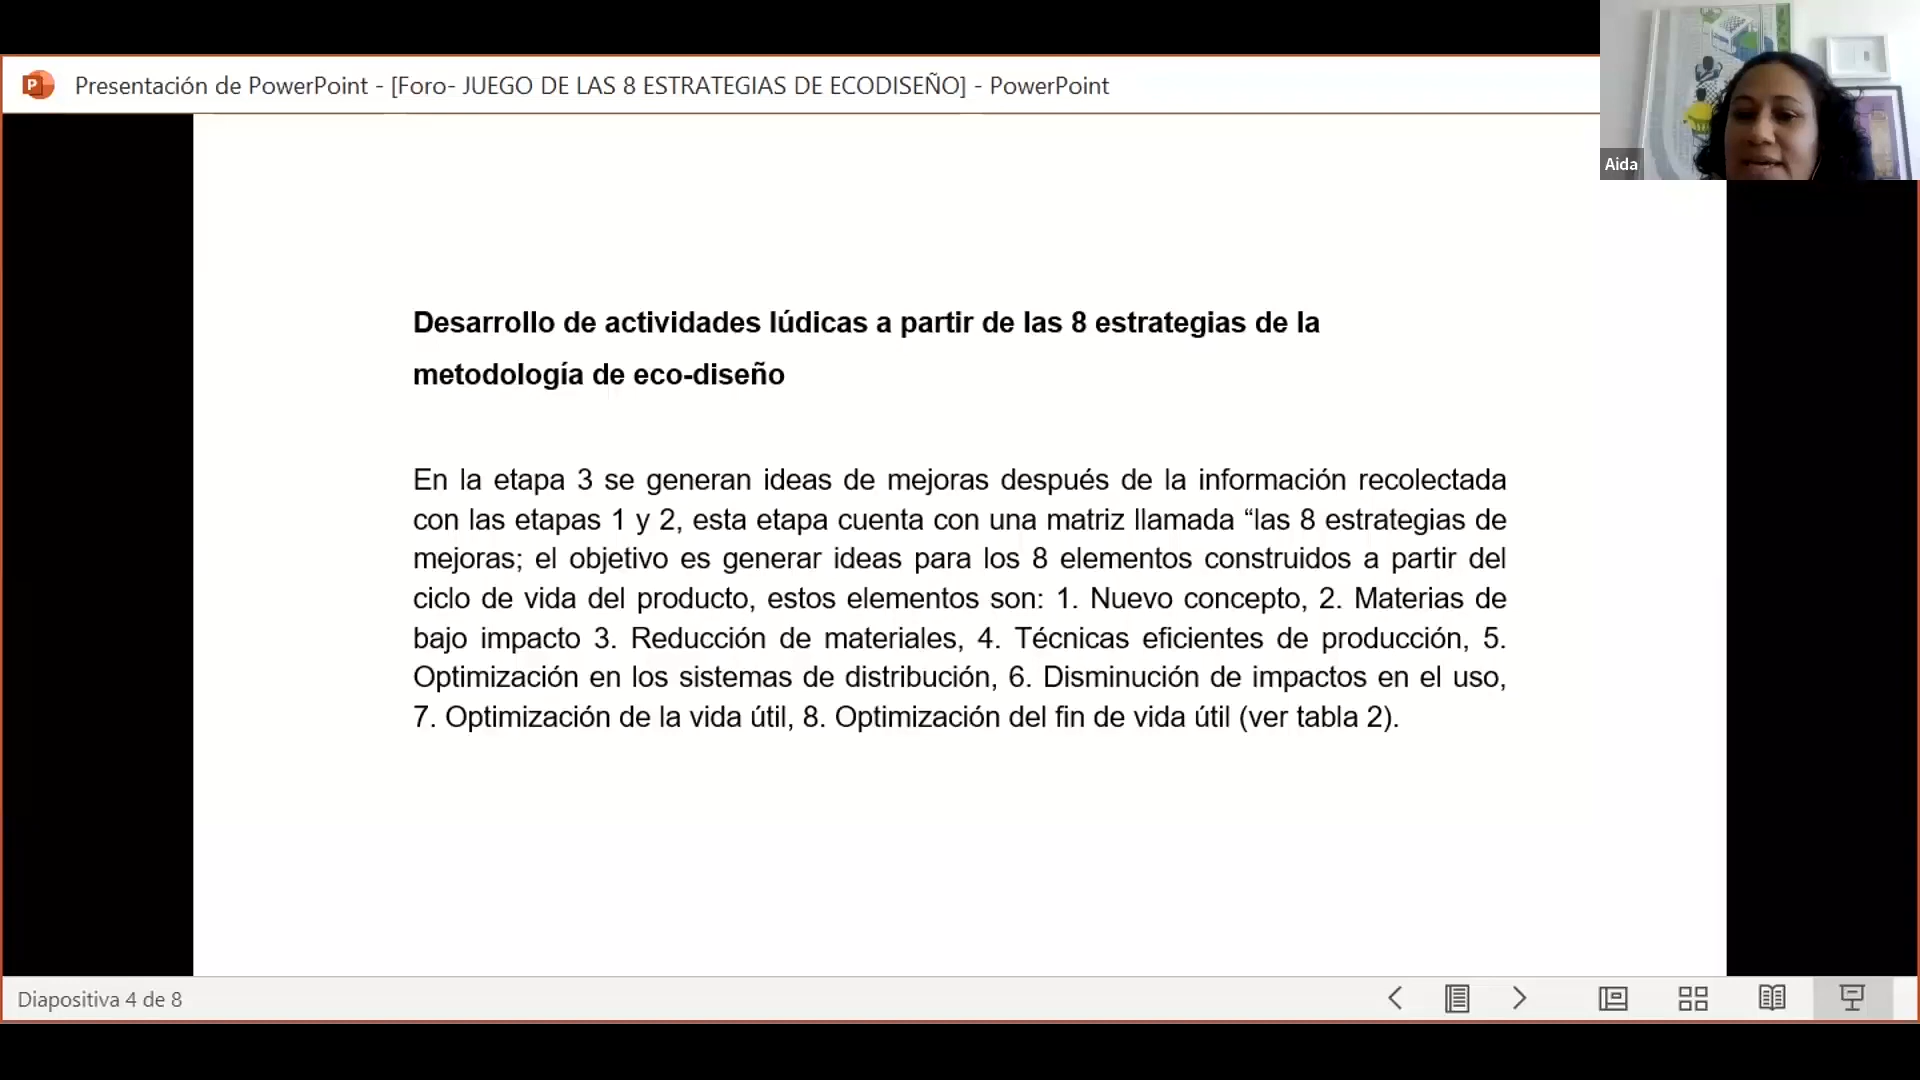 Presentación de PowerPoint - [Foro- JUEGO DE LAS 8 ESTRATEGIAS DE ECODISEÑO] - PowerPoint
Aida
Desarrollo de actividades lúdicas a partir de las 8 estrategias de la
metodología de eco-diseño
En la etapa 3 se generan ideas de mejoras después de la información recolectada
con las etapas 1 y 2, esta etapa cuenta con una matriz llamada “las 8 estrategias de
mejoras; el objetivo es generar ideas para los 8 elementos construidos a partir del
ciclo de vida del producto, estos elementos son: 1. Nuevo concepto, 2. Materias de
bajo impacto 3. Reducción de materiales, 4. Técnicas eficientes de producción, 5.
Optimización en los sistemas de distribución, 6. Disminución de impactos en el uso,
7. Optimización de la vida útil, 8. Optimización del fin de vida útil (ver tabla 2).
Diapositiva 4 de 8